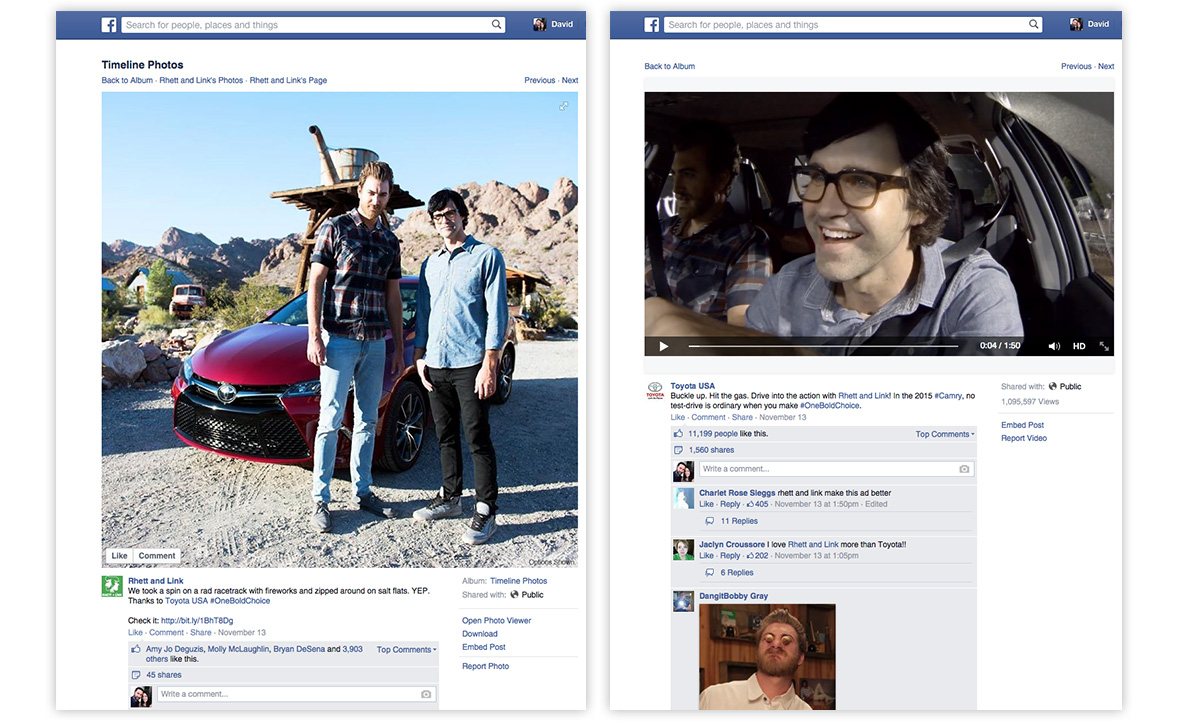 Search for people, places and things
David
Timeline Photos
Back to Album · Rhett and Link's Photos · Rhett and Link's Page
Previous · Next
Like
Comment
Options Shown
Rhett and Link
We took a spin on a rad racetrack with fireworks and zipped around on salt flats. YEP.
Thanks to Toyota USA #OneBoldChoice
Check it: http://bit.ly/1BhT8Dg
Like · Comment · Share · November 13
Amy Jo Deguzis, Molly McLaughlin, Bryan DeSena and 3,903
others like this.
Top Comments
45 shares
Write a comment...
Album: Timeline Photos
Shared with: Public
Open Photo Viewer
Download
Embed Post
Report Photo
Search for people, places and things
David
Back to Album
Previous · Next
0:04 / 1:50
HD
TOYOTA
Toyota USA
Buckle up. Hit the gas. Drive into the action with Rhett and Link! In the 2015 #Camry, no
test-drive is ordinary when you make #OneBoldChoice.
Like · Comment · Share · November 13
11,199 people like this.
Top Comments
1,560 shares
Write a comment...
Charlet Rose Sleggs rhett and link make this ad better
Like · Reply · 405 · November 13 at 1:50pm · Edited
11 Replies
Jaclyn Croussore I love Rhett and Link more than Toyota!!
Like · Reply · 202 · November 13 at 1:05pm
6 Replies
DangitBobby Gray
Shared with: Public
1,095,597 Views
Embed Post
Report Video